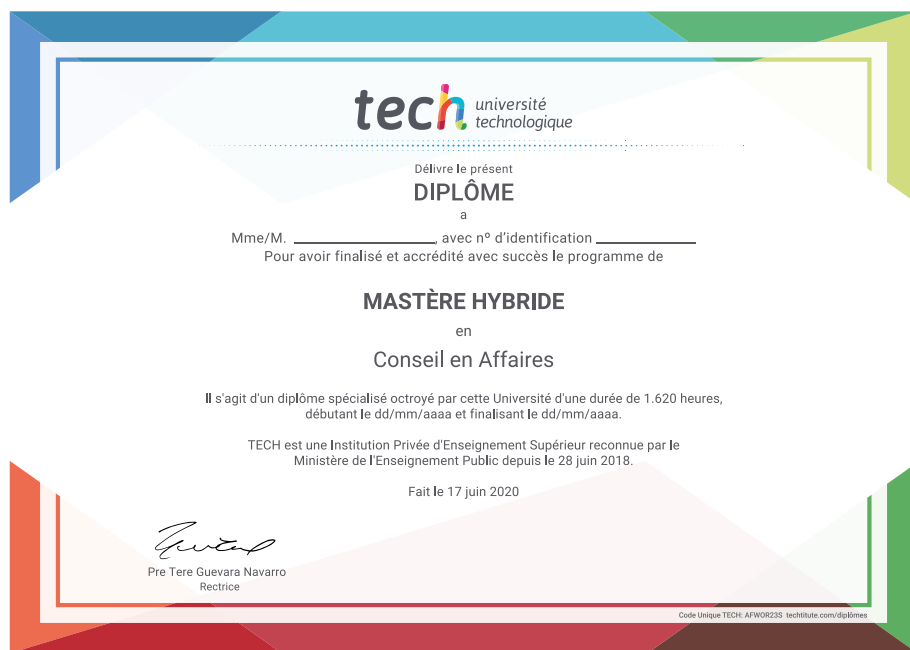 tech université
technologique
Délivre le présent
DIPLÔME
a
Mme/M. ____________, avec nº d'identification ____________
Pour avoir finalisé et accrédité avec succès le programme de
MASTÈRE HYBRIDE
en
Conseil en Affaires
Il s'agit d'un diplôme spécialisé octroyé par cette Université d'une durée de 1.620 heures,
débutant le dd/mm/aaaa et finalisant le dd/mm/aaaa.
TECH est une Institution Privée d'Enseignement Supérieur reconnue par le
Ministère de l'Enseignement Public depuis le 28 juin 2018.
Fait le 17 juin 2020
Pre Tere Guevara Navarro
Rectrice
Code Unique TECH: AFWOR23S techtitute.com/diplômes